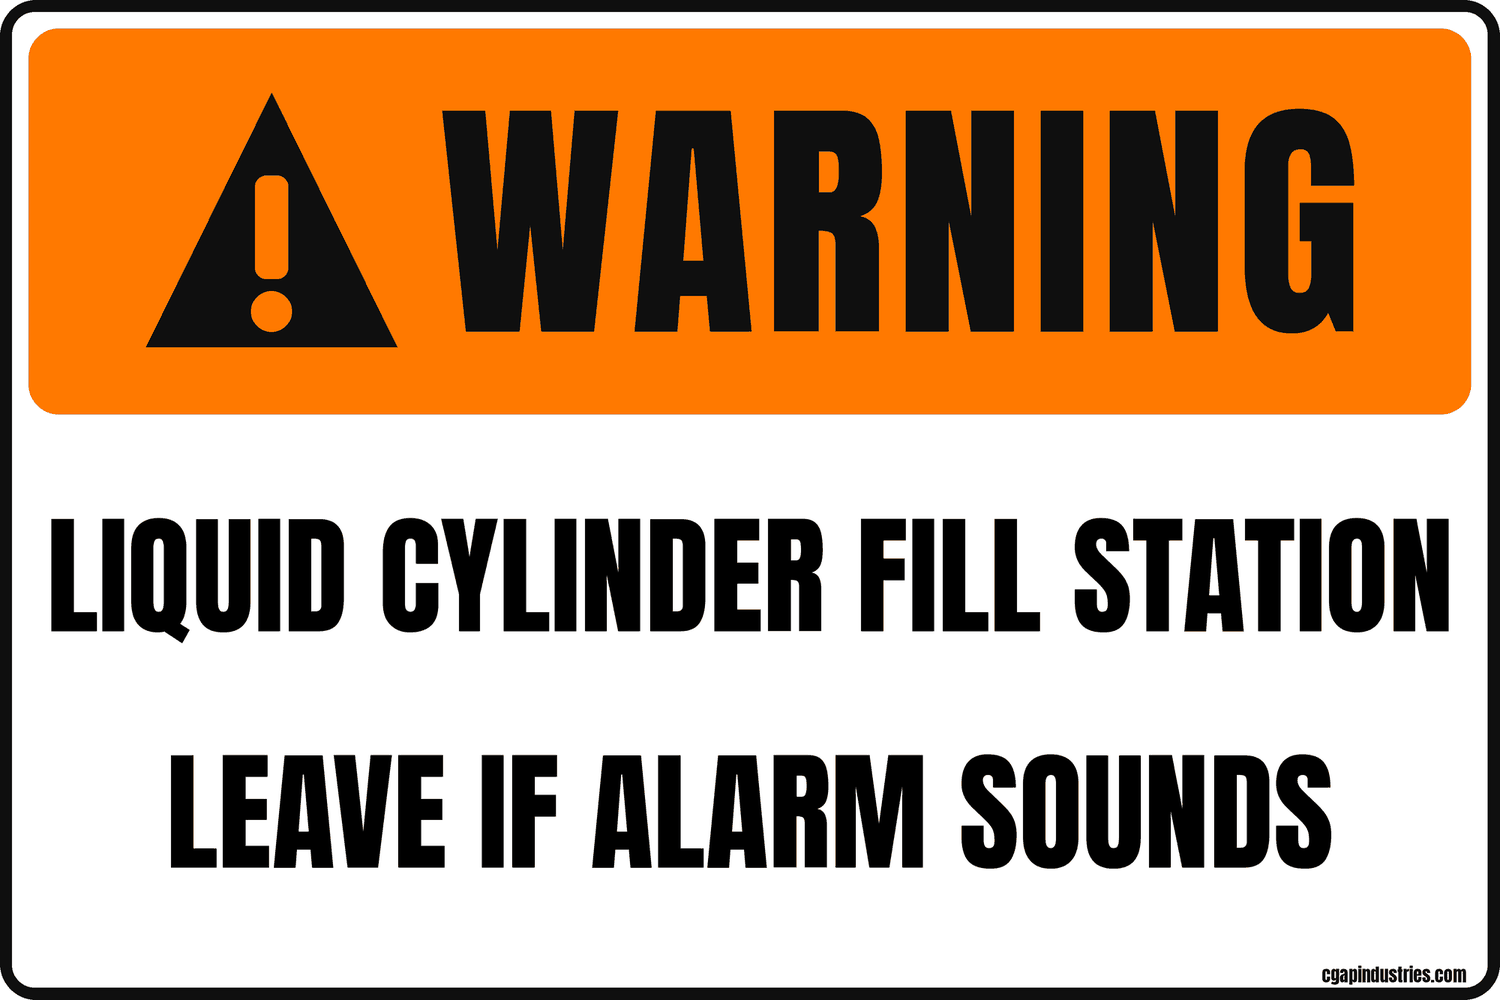 WARNING
LIQUID CYLINDER FILL STATION
LEAVE IF ALARM SOUNDS
cgapindustries.com